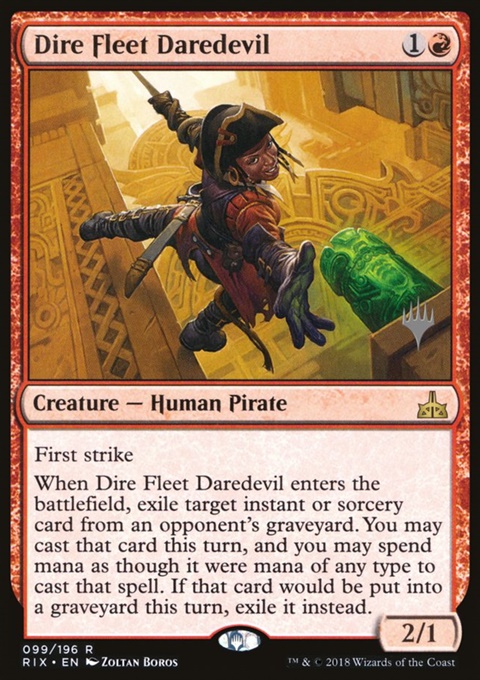 Dire Fleet Daredevil 1
Creature — Human Pirate
First strike
When Dire Fleet Daredevil enters the
battlefield, exile target instant or sorcery
card from an opponent's graveyard. You may
cast that card this turn, and you may spend
mana as though it were mana of any type to
cast that spell. If that card would be put into
a graveyard this turn, exile it instead.
2/1
099/196 R
RIX • EN Zoltan Boros
™ & © 2018 Wizards of the Coast